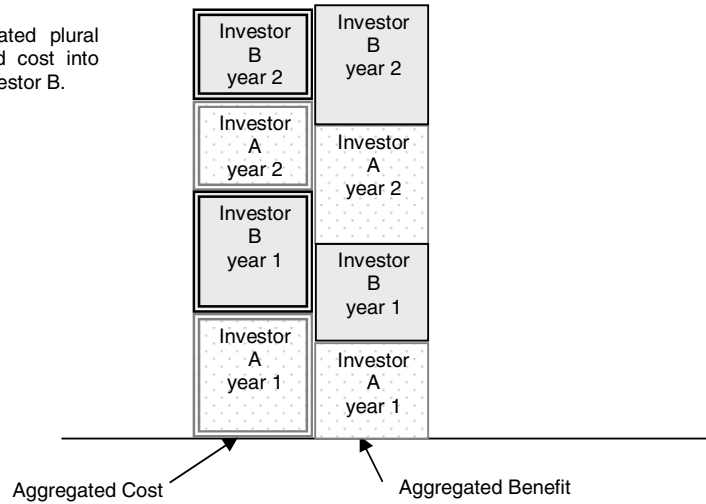 ated plural
d cost into
estor B.
Investor
B
year 2
Investor
A
year 2
Investor
B
year 1
Investor
A
year 1
Investor
B
year 2
Investor
A
year 2
Investor
B
year 1
Investor
A
year 1
Aggregated Cost
Aggregated Benefit